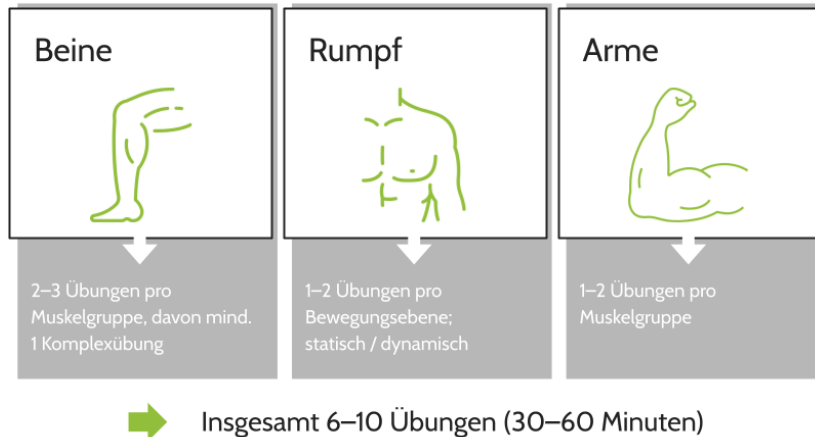 Beine
Rumpf
Arme
2–3 Übungen pro
Muskelgruppe, davon mind.
1 Komplexübung
1–2 Übungen pro
Bewegungsebene;
statisch / dynamisch
1–2 Übungen pro
Muskelgruppe
Insgesamt 6–10 Übungen (30–60 Minuten)